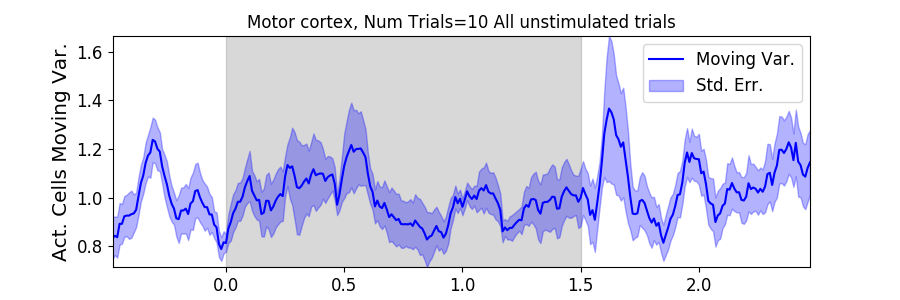 Motor cortex, Num Trials=10 All unstimulated trials
Act. Cells Moving Var.
1.6
1.4
1.2
1.0
0.8
Moving Var.
Std. Err.
0.0 0.5 1.0 1.5 2.0